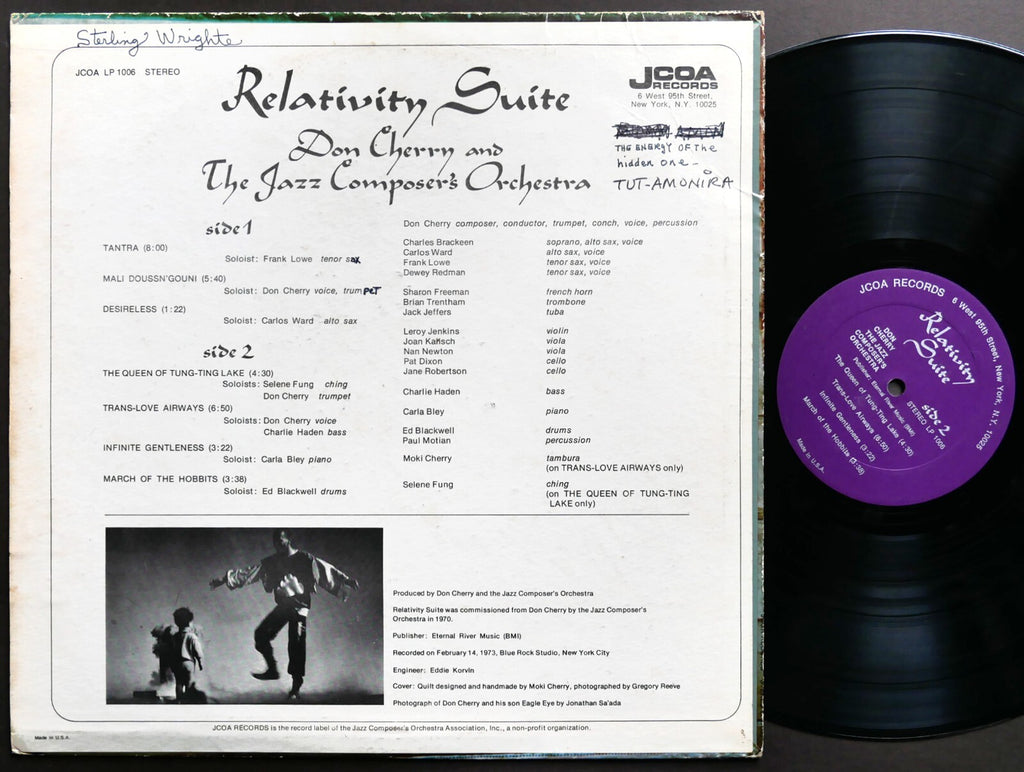 Sterling Wrighte
JCOA LP 1006 STEREO
Relativity Suite
Don Cherry and
The Jazz Composer's Orchestra
JCOA
RECORDS
6 West 95th Street,
New York, N.Y. 10025
THE ENERGY OF the
hidden one -
TUT-AMONIRA
side 1
TANTRA (8:00)
Soloist: Frank Lowe tenor sax
MALI DOUSSN'GOUNI (5:40)
Soloist: Don Cherry voice, trumPET
DESIRELESS (1:22)
Soloist: Carlos Ward alto sax
side 2
THE QUEEN OF TUNG-TING LAKE (4:30)
Soloists: Selene Fung ching
Don Cherry trumpet
TRANS-LOVE AIRWAYS (6:50)
Soloists: Don Cherry voice
Charlie Haden bass
INFINITE GENTLENESS (3:22)
Soloist: Carla Bley piano
MARCH OF THE HOBBITS (3:38)
Soloist: Ed Blackwell drums
Don Cherry composer, conductor, trumpet, conch, voice, percussion
Charles Brackeen soprano, alto sax, voice
Carlos Ward alto sax, voice
Frank Lowe tenor sax, voice
Dewey Redman tenor sax, voice
Sharon Freeman french horn
Brian Trentham trombone
Jack Jeffers tuba
Leroy Jenkins violin
Joan Kalisch viola
Nan Newton viola
Pat Dixon cello
Jane Robertson cello
Charlie Haden bass
Carla Bley piano
Ed Blackwell drums
Paul Motian percussion
Moki Cherry tambura
(on TRANS-LOVE AIRWAYS only)
Selene Fung ching
(on THE QUEEN OF TUNG-TING
LAKE only)
Produced by Don Cherry and the Jazz Composer's Orchestra
Relativity Suite was commissioned from Don Cherry by the Jazz Composer's
Orchestra in 1970.
Publisher: Eternal River Music (BMI)
Recorded on February 14, 1973, Blue Rock Studio, New York City
Engineer: Eddie Korvin
Cover: Quilt designed and handmade by Moki Cherry, photographed by Gregory Reeve
Photograph of Don Cherry and his son Eagle Eye by Jonathan Sa'ada
JCOA RECORDS is the record label of the Jazz Composer's Orchestra Association, Inc., a non-profit organization.
Made in U.S.A.
JCOA RECORDS 6 West 95th Street, New York, N.Y. 10025
Relativity
Suite
DON
CHERRY
THE JAZZ
COMPOSER'S
ORCHESTRA
side 2
STEREO LP 1006
Publisher: Eternal River Music (BMI)
The Queen of Tung-Ting Lake (4:30)
Trans-Love Airways (6:50)
Infinite Gentleness (3:22)
March of the Hobbits (3:38)
Made in U.S.A.